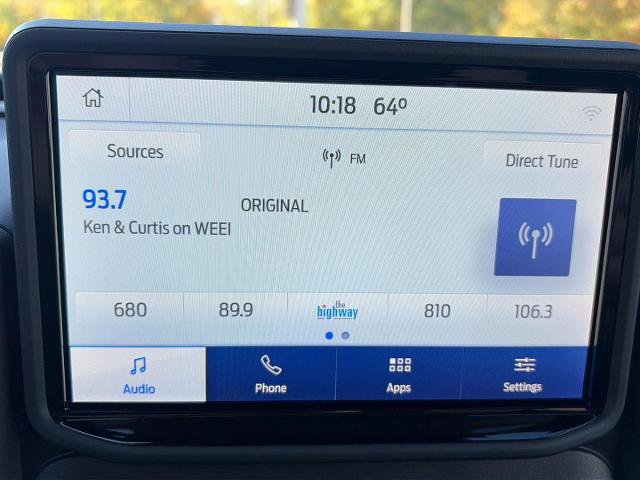 10:18 64º
Sources
FM
Direct Tune
93.7
ORIGINAL
Ken & Curtis on WEEI
680
89.9
the
highway
810
106.3
Audio
Phone
Apps
Settings